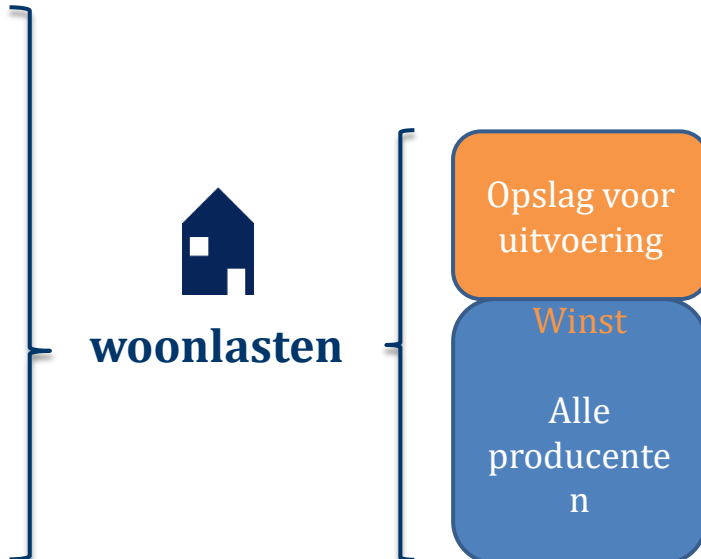 woonlasten
Opslag voor
uitvoering
Winst
Alle
producente
n